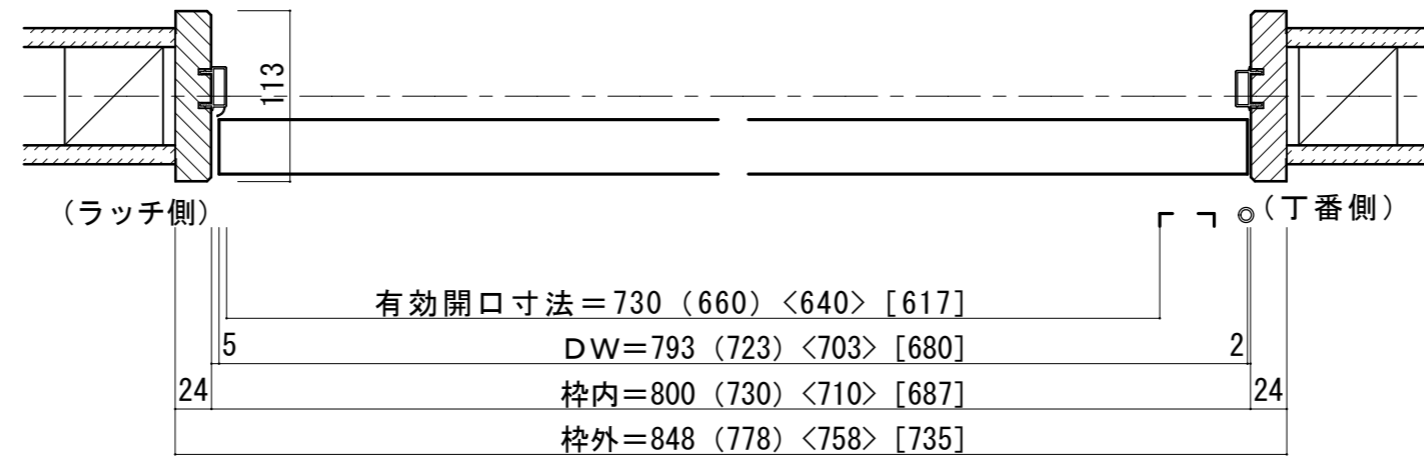 113
(ラッチ側)
(丁番側)
有効開口寸法=730 (660) <640> [617]
5
DW=793 (723) <703> [680]
2
24
枠内=800 (730) <710> [687]
24
枠外=848 (778) <758> [735]